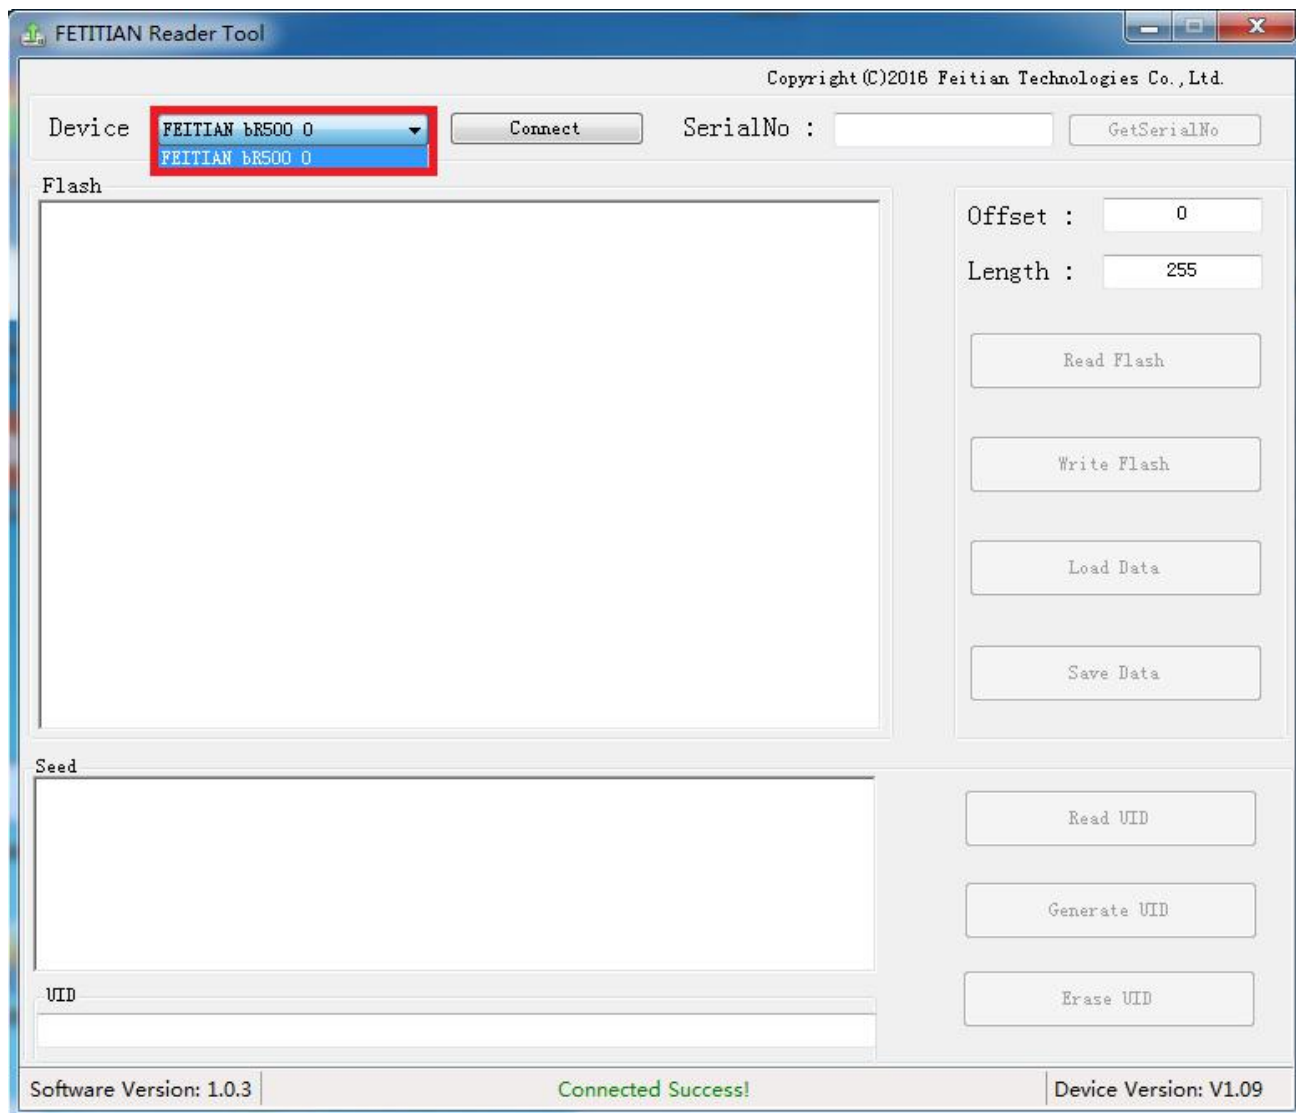 FETITIAN Reader Tool
Copyright(C)2016 Feitian Technologies Co.,Ltd.
Device FEITIAN bR500 0 Connect SerialNo : GetSerialNo
FEITIAN bR500 0
Flash
Offset : 0
Length : 255
Read Flash
Write Flash
Load Data
Save Data
Seed
Read UID
Generate UID
UID
Erase UID
Software Version: 1.0.3 Connected Success! Device Version: V1.09